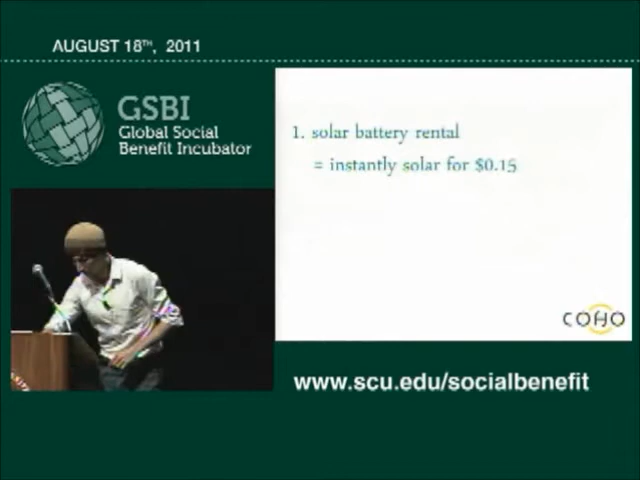 AUGUST 18TH, 2011
GSBI
Global Social
Benefit Incubator
1. solar battery rental
= instantly solar for $0.15
COHO
www.scu.edu/socialbenefit